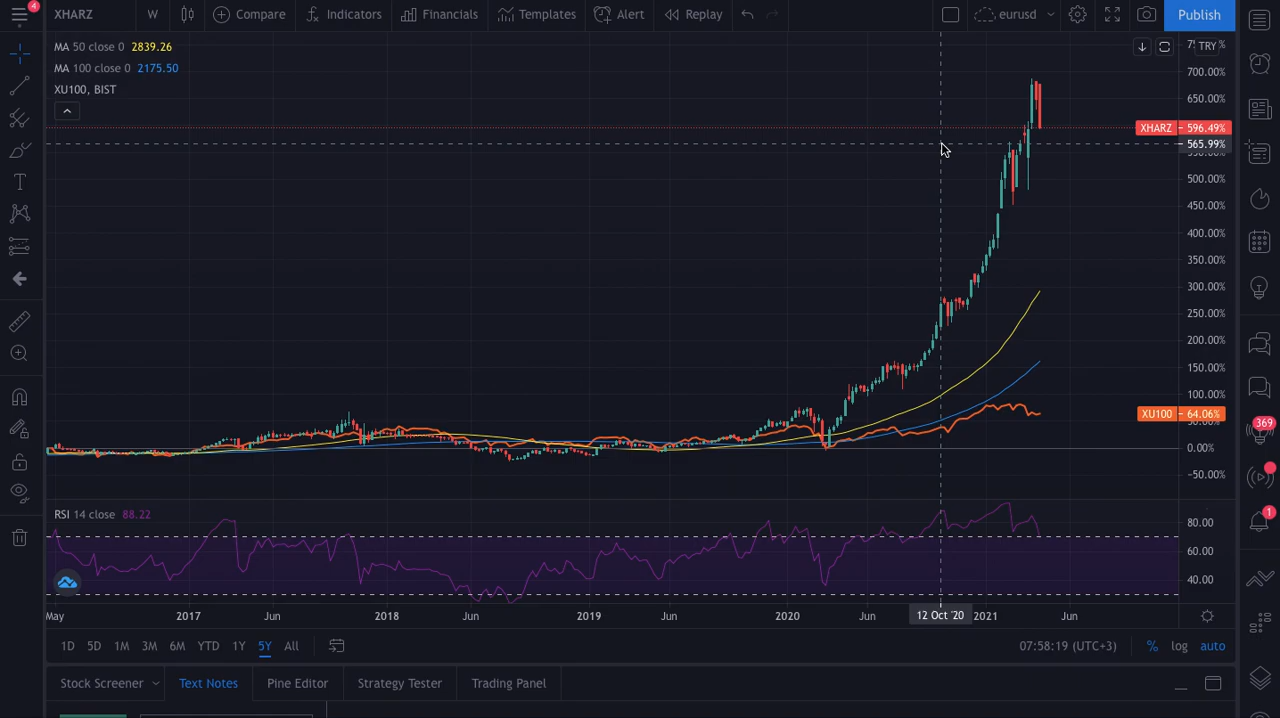 4
XHARZ
W
Compare
Indicators
Financials
Templates
Alert
Replay
eurusd
Publish
MA 50 close 0 2839.26
MA 100 close 0 2175.50
XU100, BIST
TRY
700.00%
650.00%
XHARZ 596.49%
565.99%
500.00%
450.00%
400.00%
350.00%
300.00%
250.00%
200.00%
150.00%
100.00%
XU100 64.06%
0.00%
-50.00%
RSI 14 close 88.22
80.00
60.00
40.00
May 2017 Jun 2018 Jun 2019 Jun 2020 Jun 12 Oct '20 2021 Jun
1D 5D 1M 3M 6M YTD 1Y 5Y All
07:58:19 (UTC+3) % log auto
Stock Screener Text Notes Pine Editor Strategy Tester Trading Panel
369
1